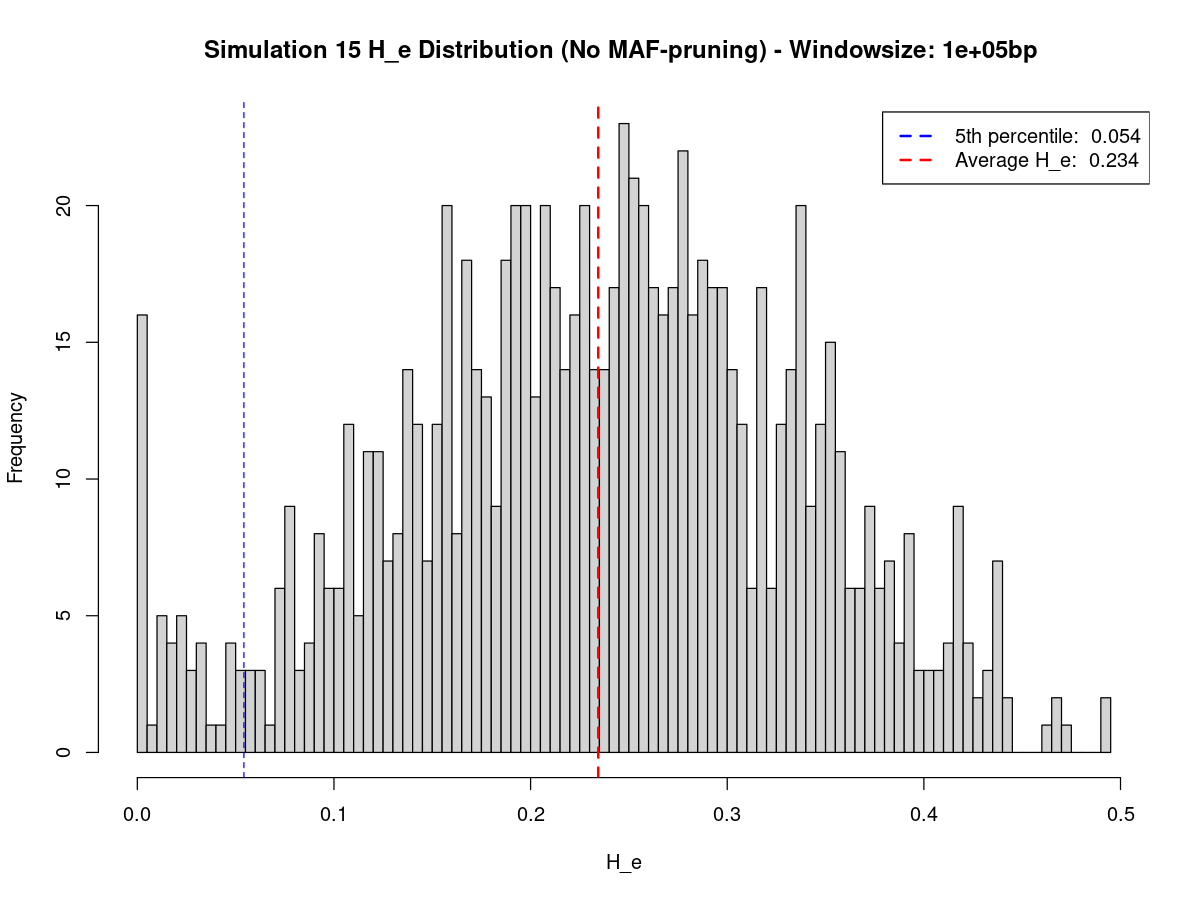 Simulation 15 H_e Distribution (No MAF-pruning) - Windowsize: 1e+05bp
5th percentile: 0.054
Average H_e: 0.234
Frequency
20
15
10
5
0
0.0 0.1 0.2 0.3 0.4 0.5
H_e